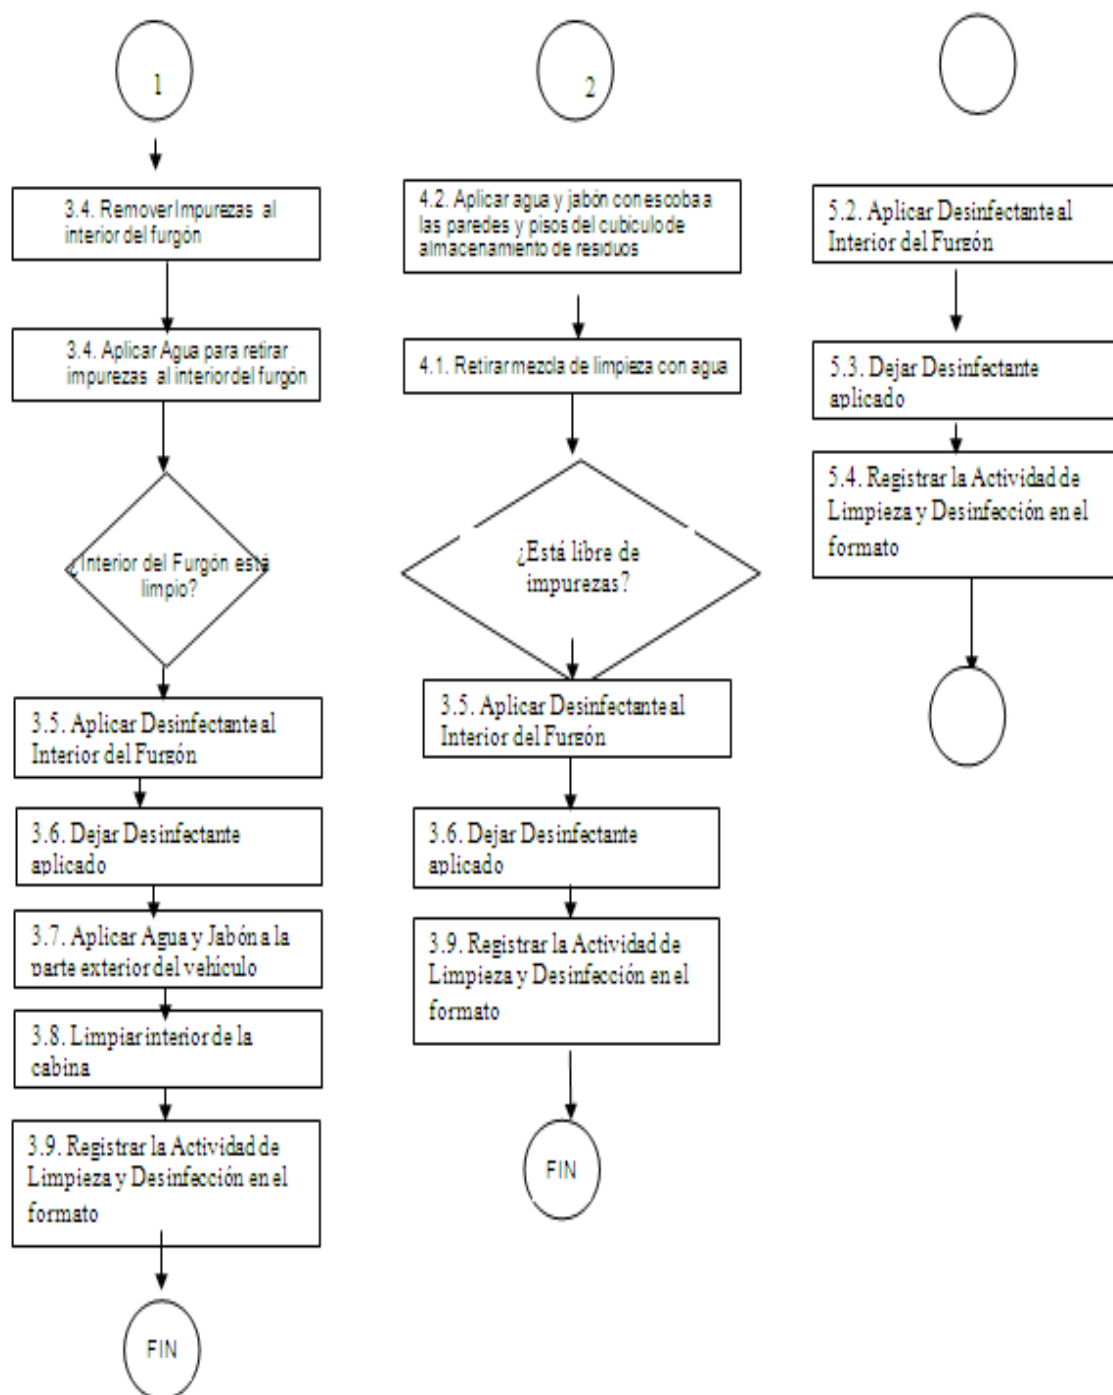 1
3.4. Remover Impurezas al
interior del furgón
3.4. Aplicar Agua para retirar
impurezas al interior del furgón
¿Interior del Furgón está
limpio?
3.5. Aplicar Desinfectante al
Interior del Furgón
3.6. Dejar Desinfectante
aplicado
3.7. Aplicar Agua y Jabón a la
parte exterior del vehículo
3.8. Limpiar interior de la
cabina
3.9. Registrar la Actividad de
Limpieza y Desinfección en el
formato
FIN
2
4.2. Aplicar agua y jabón con escoba a
las paredes y pisos del cubículo de
almacenamiento de residuos
4.1. Retirar mezcla de limpieza con agua
¿Está libre de
impurezas?
3.5. Aplicar Desinfectante al
Interior del Furgón
3.6. Dejar Desinfectante
aplicado
3.9. Registrar la Actividad de
Limpieza y Desinfección en el
formato
FIN
5.2. Aplicar Desinfectante al
Interior del Furgón
5.3. Dejar Desinfectante
aplicado
5.4. Registrar la Actividad de
Limpieza y Desinfección en el
formato